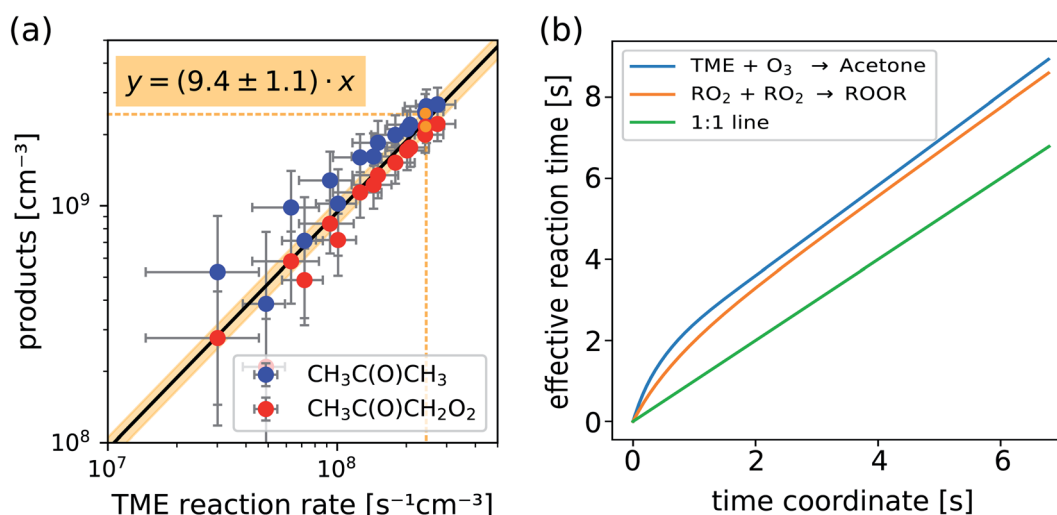 (a)
y = (9.4 ± 1.1) · x
products [cm⁻³]
10⁹
10⁸
CH₃C(O)CH₃
CH₃C(O)CH₂O₂
10⁷
10⁸
TME reaction rate [s⁻¹cm⁻³]
(b)
TME + O₃ → Acetone
RO₂ + RO₂ → ROOR
1:1 line
effective reaction time [s]
8
6
4
2
0
0 2 4 6
time coordinate [s]